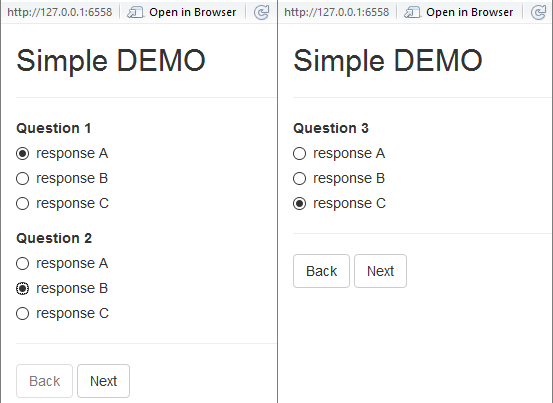 http://127.0.0.1:6558 Open in Browser
Simple DEMO
Question 1
response A
response B
response C
Question 2
response A
response B
response C
Back Next
http://127.0.0.1:6558 Open in Browser
Simple DEMO
Question 3
response A
response B
response C
Back Next